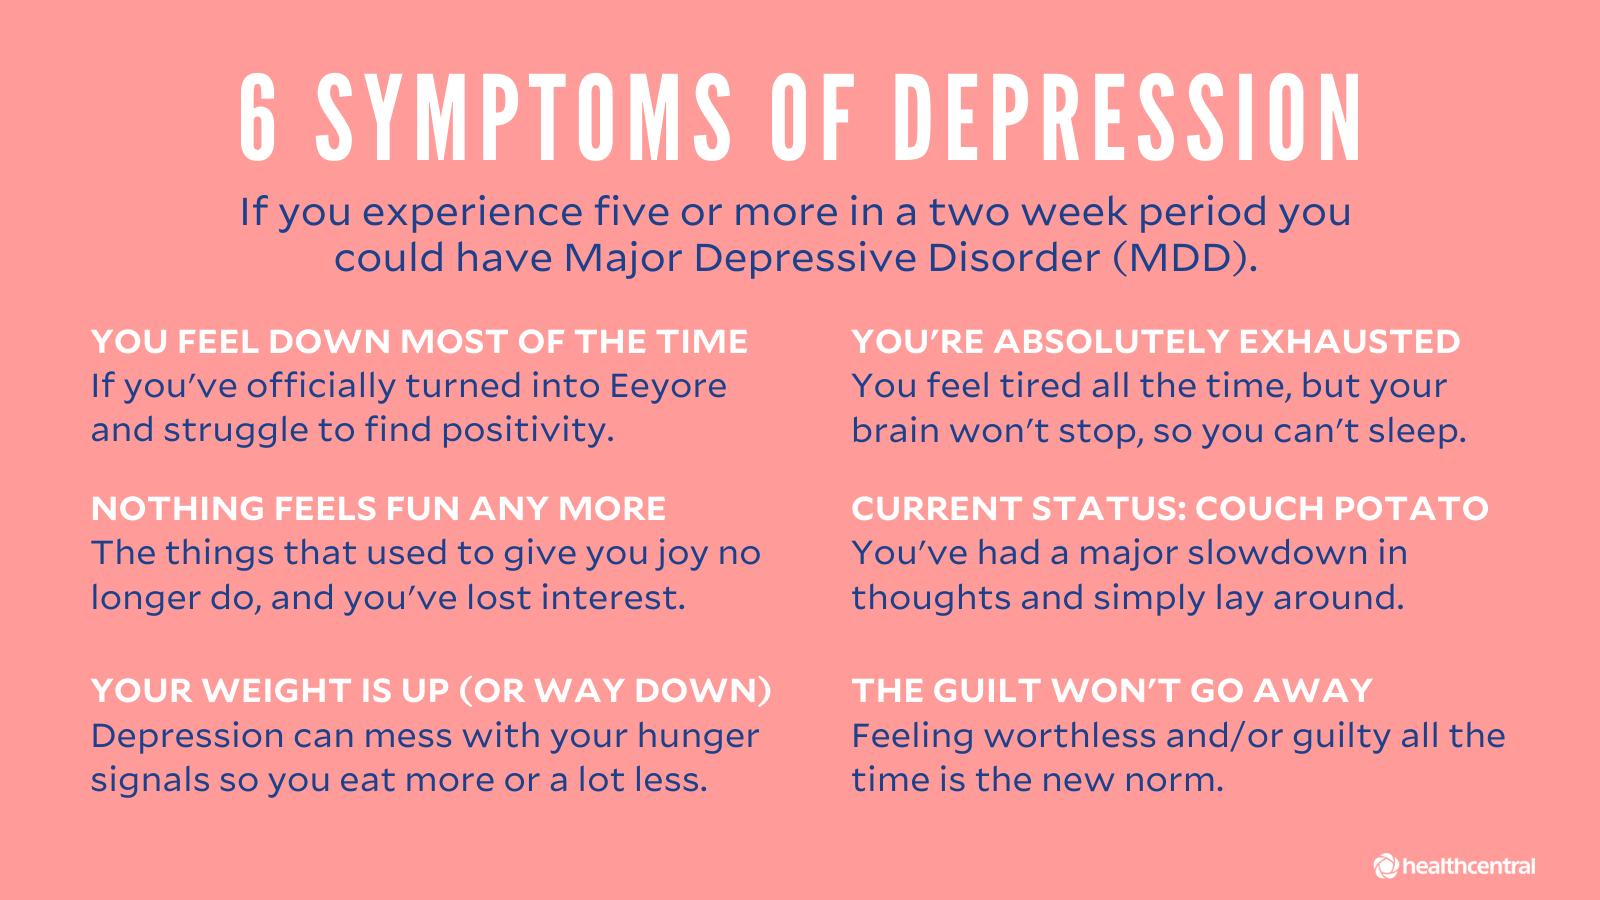 6 SYMPTOMS OF DEPRESSION
If you experience five or more in a two week period you
could have Major Depressive Disorder (MDD).
YOU FEEL DOWN MOST OF THE TIME
If you’ve officially turned into Eeyore
and struggle to find positivity.
NOTHING FEELS FUN ANY MORE
The things that used to give you joy no
longer do, and you’ve lost interest.
YOUR WEIGHT IS UP (OR WAY DOWN)
Depression can mess with your hunger
signals so you eat more or a lot less.
YOU’RE ABSOLUTELY EXHAUSTED
You feel tired all the time, but your
brain won’t stop, so you can’t sleep.
CURRENT STATUS: COUCH POTATO
You’ve had a major slowdown in
thoughts and simply lay around.
THE GUILT WON’T GO AWAY
Feeling worthless and/or guilty all the
time is the new norm.
healthcentral